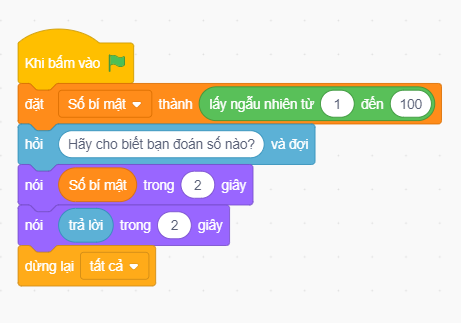 Khi bấm vào
đặt Số bí mật thành lấy ngẫu nhiên từ 1 đến 100
hỏi Hãy cho biết bạn đoán số nào? và đợi
nói Số bí mật trong 2 giây
nói trả lời trong 2 giây
dừng lại tất cả